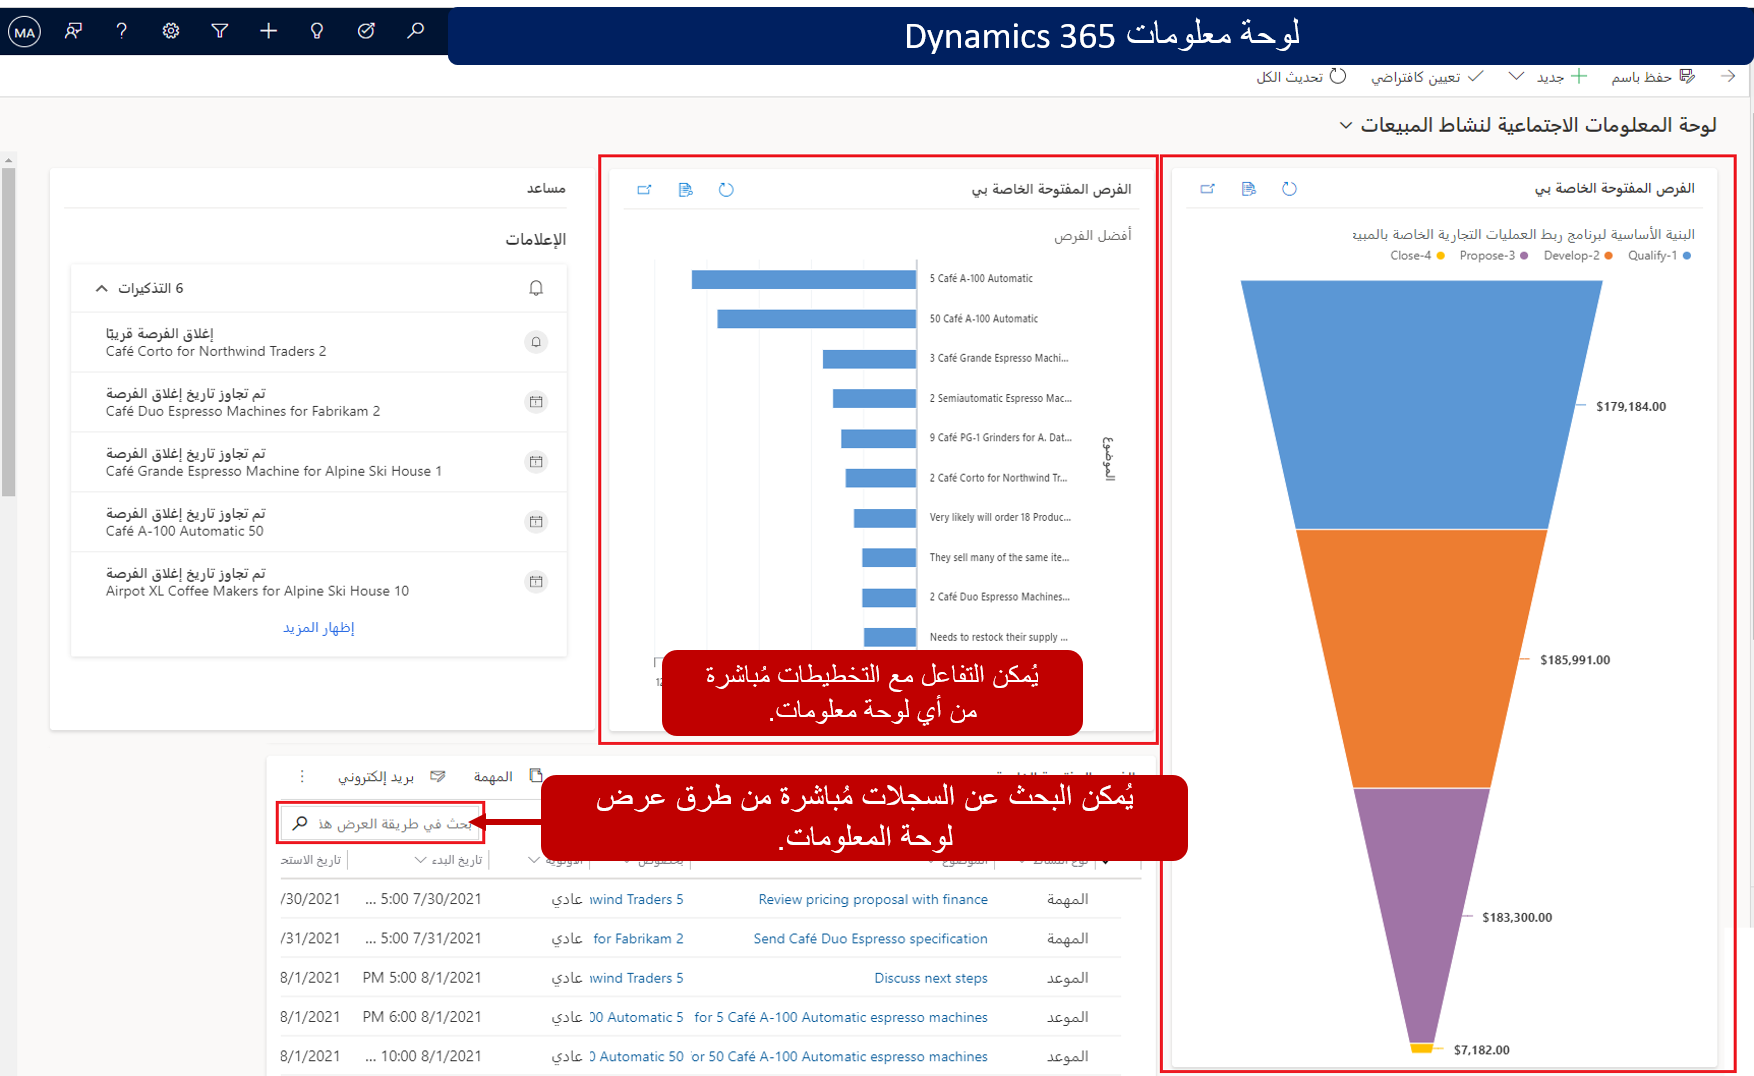 لوحة معلومات Dynamics 365
MA
حفظ باسم
جديد
تعيين كافتراضي
تحديث الكل
لوحة المعلومات الاجتماعية لنشاط المبيعات
الفرص المفتوحة الخاصة بي
البنية الأساسية لبرنامج ربط العمليات التجارية الخاصة بالمبيع
1-Qualify
2-Develop
3-Propose
4-Close
$179,184.00
$185,991.00
$183,300.00
$7,182.00
الفرص المفتوحة الخاصة بي
أفضل الفرص
5 Café A-100 Automatic
50 Café A-100 Automatic
3 Café Grande Espresso Machi...
2 Semiautomatic Espresso Mac...
9 Café PG-1 Grinders for A. Dat...
2 Café Corto for Northwind Tr...
Very likely will order 18 Produc...
They sell many of the same ite...
2 Café Duo Espresso Machines...
Needs to restock their supply ...
الموضوع
يُمكن التفاعل مع التخطيطات مُباشرة
من أي لوحة معلومات.
مساعد
الإعلامات
6 التذكيرات
إغلاق الفرصة قريبًا
Café Corto for Northwind Traders 2
تم تجاوز تاريخ إغلاق الفرصة
Café Duo Espresso Machines for Fabrikam 2
تم تجاوز تاريخ إغلاق الفرصة
Café Grande Espresso Machine for Alpine Ski House 1
تم تجاوز تاريخ إغلاق الفرصة
Café A-100 Automatic 50
تم تجاوز تاريخ إغلاق الفرصة
Airpot XL Coffee Makers for Alpine Ski House 10
إظهار المزيد
المهمة
بريد إلكتروني
يُمكن البحث عن السجلات مُباشرة من طرق عرض
لوحة المعلومات.
بحث في طريقة العرض هذ
تاريخ البدء
تاريخ الاستح
المهمة Review pricing proposal with finance wind Traders 5 عادي 7/30/2021 5:00 ... /30/2021
المهمة Send Café Duo Espresso specification for Fabrikam 2 عادي 7/31/2021 5:00 ... /31/2021
الموعد Discuss next steps wind Traders 5 عادي 8/1/2021 5:00 PM 8/1/2021
الموعد for 5 Café A-100 Automatic espresso machines 00 Automatic 5 عادي 8/1/2021 6:00 PM 8/1/2021
الموعد or 50 Café A-100 Automatic espresso machines 0 Automatic 50 عادي 8/1/2021 10:00 ... 8/1/2021